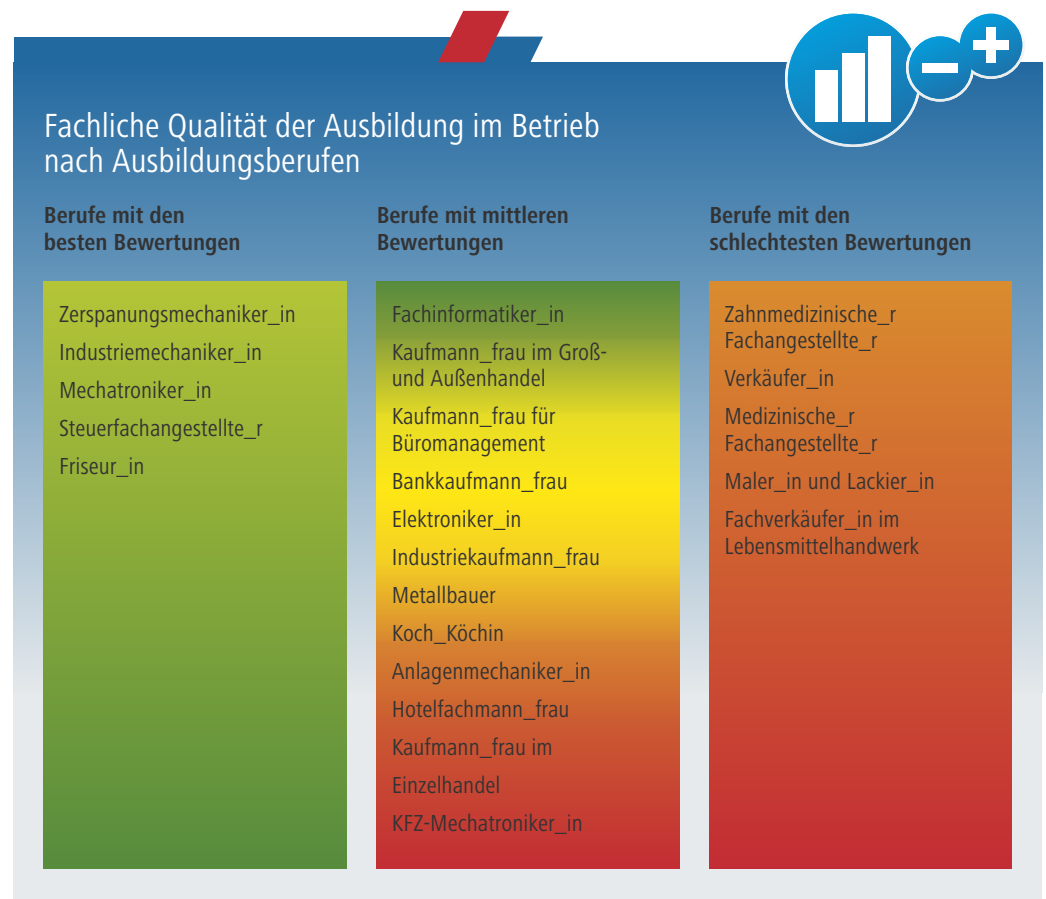 Fachliche Qualität der Ausbildung im Betrieb
nach Ausbildungsberufen
Berufe mit den
besten Bewertungen
Zerspanungsmechaniker_in
Industriemechaniker_in
Mechatroniker_in
Steuerfachangestellte_r
Friseur_in
Berufe mit mittleren
Bewertungen
Fachinformatiker_in
Kaufmann_frau im Groß-
und Außenhandel
Kaufmann_frau für
Büromanagement
Bankkaufmann_frau
Elektroniker_in
Industriekaufmann_frau
Metallbauer
Koch_Köchin
Anlagenmechaniker_in
Hotelfachmann_frau
Kaufmann_frau im
Einzelhandel
KFZ-Mechatroniker_in
Berufe mit den
schlechtesten Bewertungen
Zahnmedizinische_r
Fachangestellte_r
Verkäufer_in
Medizinische_r
Fachangestellte_r
Maler_in und Lackier_in
Fachverkäufer_in im
Lebensmittelhandwerk